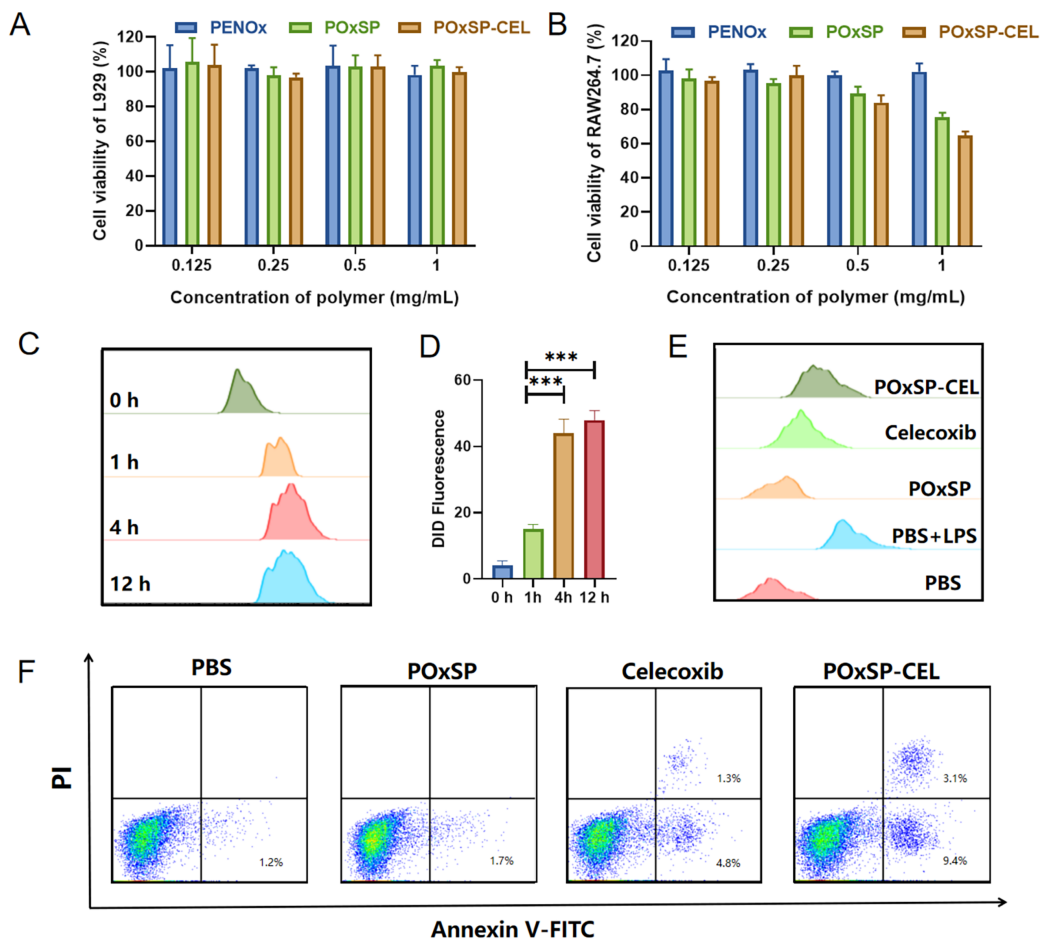 A
PENOx POxSP POxSP-CEL
Cell viability of L929 (%)
120
100
80
60
40
20
0
0.125 0.25 0.5 1
Concentration of polymer (mg/mL)
B
PENOx POxSP POxSP-CEL
Cell viability of RAW264.7 (%)
120
100
80
60
40
20
0
0.125 0.25 0.5 1
Concentration of polymer (mg/mL)
C
0 h
1 h
4 h
12 h
D
DID Fluorescence
60
40
20
0
***
***
0 h 1h 4h 12 h
E
POxSP-CEL
Celecoxib
POxSP
PBS+LPS
PBS
F
PI
PBS POxSP Celecoxib POxSP-CEL
1.3% 3.1%
1.2% 1.7% 4.8% 9.4%
Annexin V-FITC